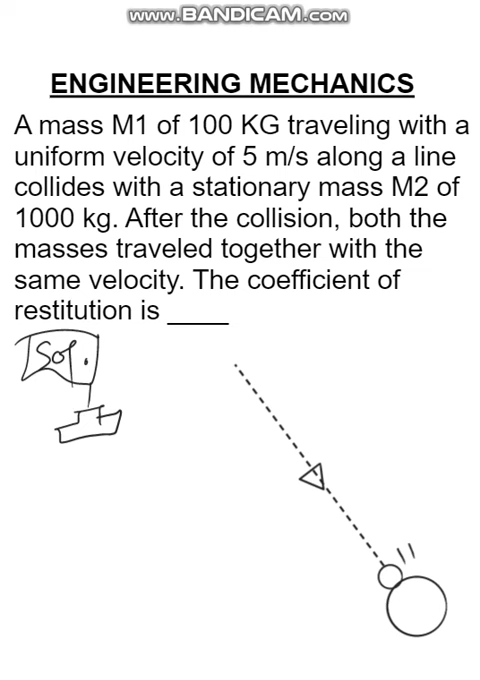 www.BANDICAM.com
ENGINEERING MECHANICS
A mass M1 of 100 KG traveling with a
uniform velocity of 5 m/s along a line
collides with a stationary mass M2 of
1000 kg. After the collision, both the
masses traveled together with the
same velocity. The coefficient of
restitution is ____
Sol.